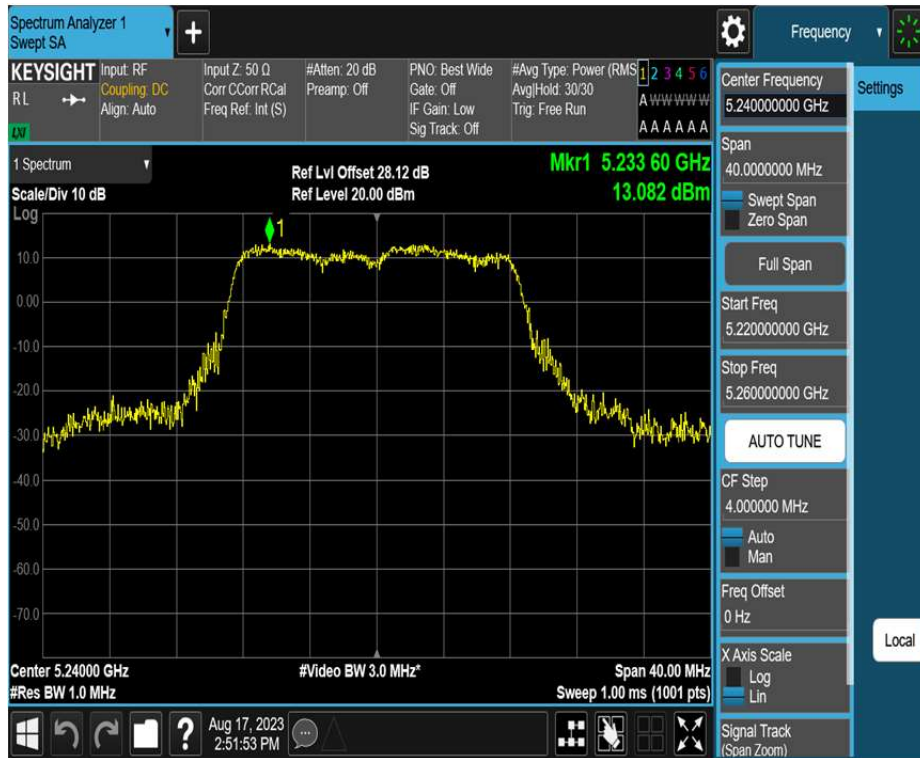 Spectrum Analyzer 1
Swept SA
Frequency
KEYSIGHT
R L
LXI
Input: RF
Coupling: DC
Align: Auto
Input Z: 50 Ω
Corr CCorr RCal
Freq Ref: Int (S)
#Atten: 20 dB
Preamp: Off
PNO: Best Wide
Gate: Off
IF Gain: Low
Sig Track: Off
#Avg Type: Power (RMS
Avg|Hold: 30/30
Trig: Free Run
1 2 3 4 5 6
A W W W W W
A A A A A A
1 Spectrum
Scale/Div 10 dB
Log
Ref Lvl Offset 28.12 dB
Ref Level 20.00 dBm
Mkr1 5.233 60 GHz
13.082 dBm
1
10.0
0.00
-10.0
-20.0
-30.0
-40.0
-50.0
-60.0
-70.0
Center 5.24000 GHz
#Video BW 3.0 MHz*
Span 40.00 MHz
#Res BW 1.0 MHz
Sweep 1.00 ms (1001 pts)
Aug 17, 2023
2:51:53 PM
Center Frequency
5.240000000 GHz
Settings
Span
40.0000000 MHz
Swept Span
Zero Span
Full Span
Start Freq
5.220000000 GHz
Stop Freq
5.260000000 GHz
AUTO TUNE
CF Step
4.000000 MHz
Auto
Man
Freq Offset
0 Hz
Local
X Axis Scale
Log
Lin
Signal Track
(Span Zoom)